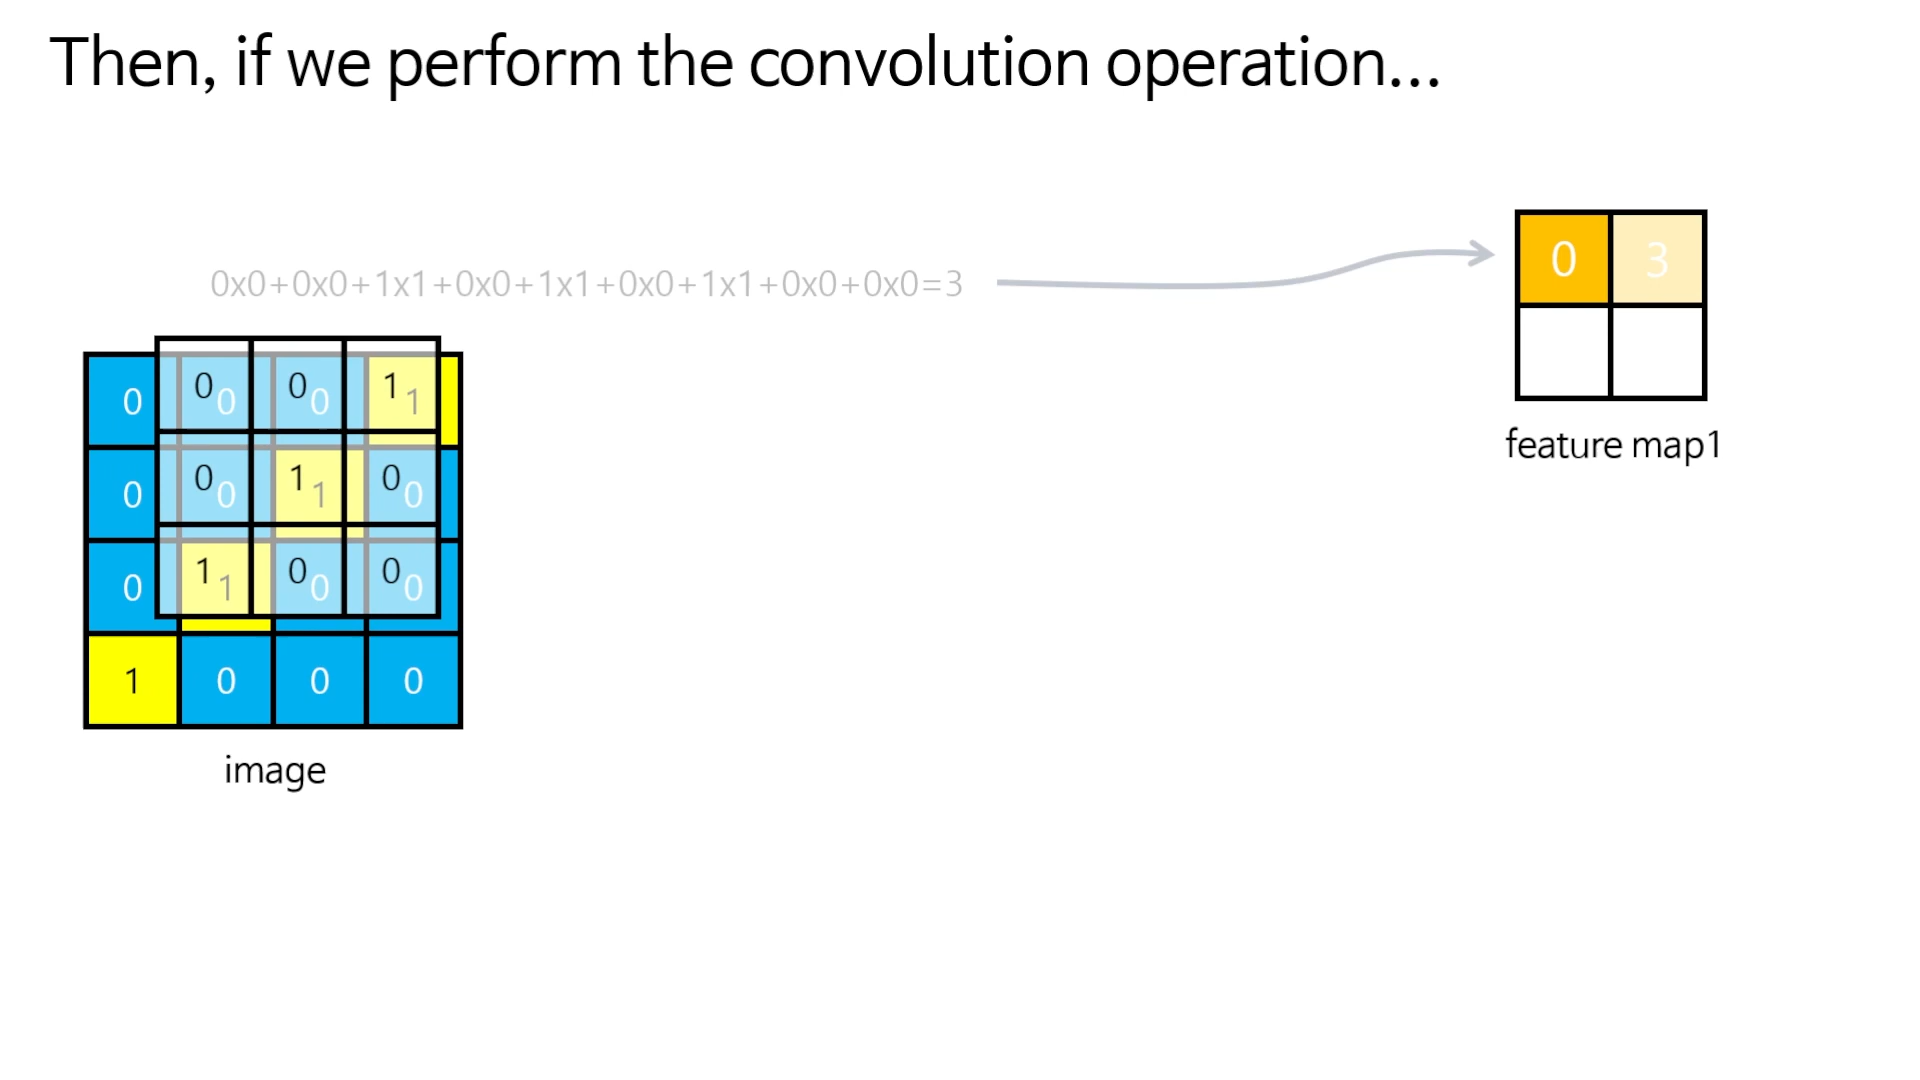 Then, if we perform the convolution operation...
0x0+0x0+1x1+0x0+1x1+0x0+1x1+0x0+0x0=3
0 3
feature map1
0 0 0 0 0 1 1
0 0 0 1 1 0 0
0 1 1 0 0 0 0
1 0 0 0
image